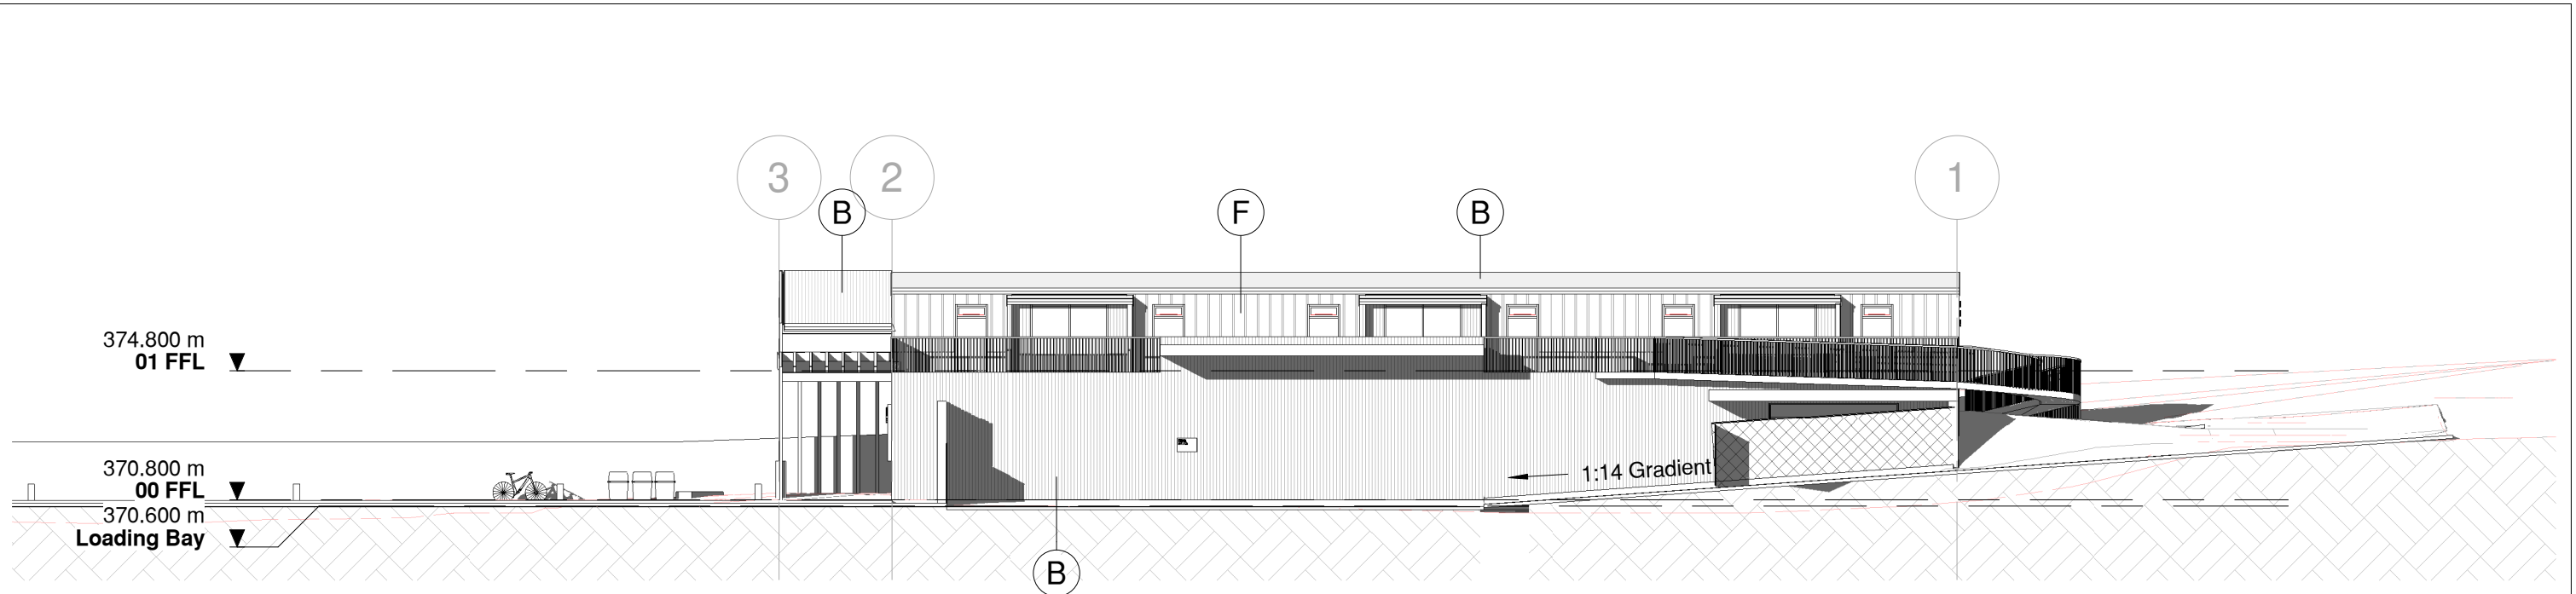 3
2
1
B
F
B
374.800 m
01 FFL
370.800 m
00 FFL
1:14 Gradient
370.600 m
Loading Bay
B